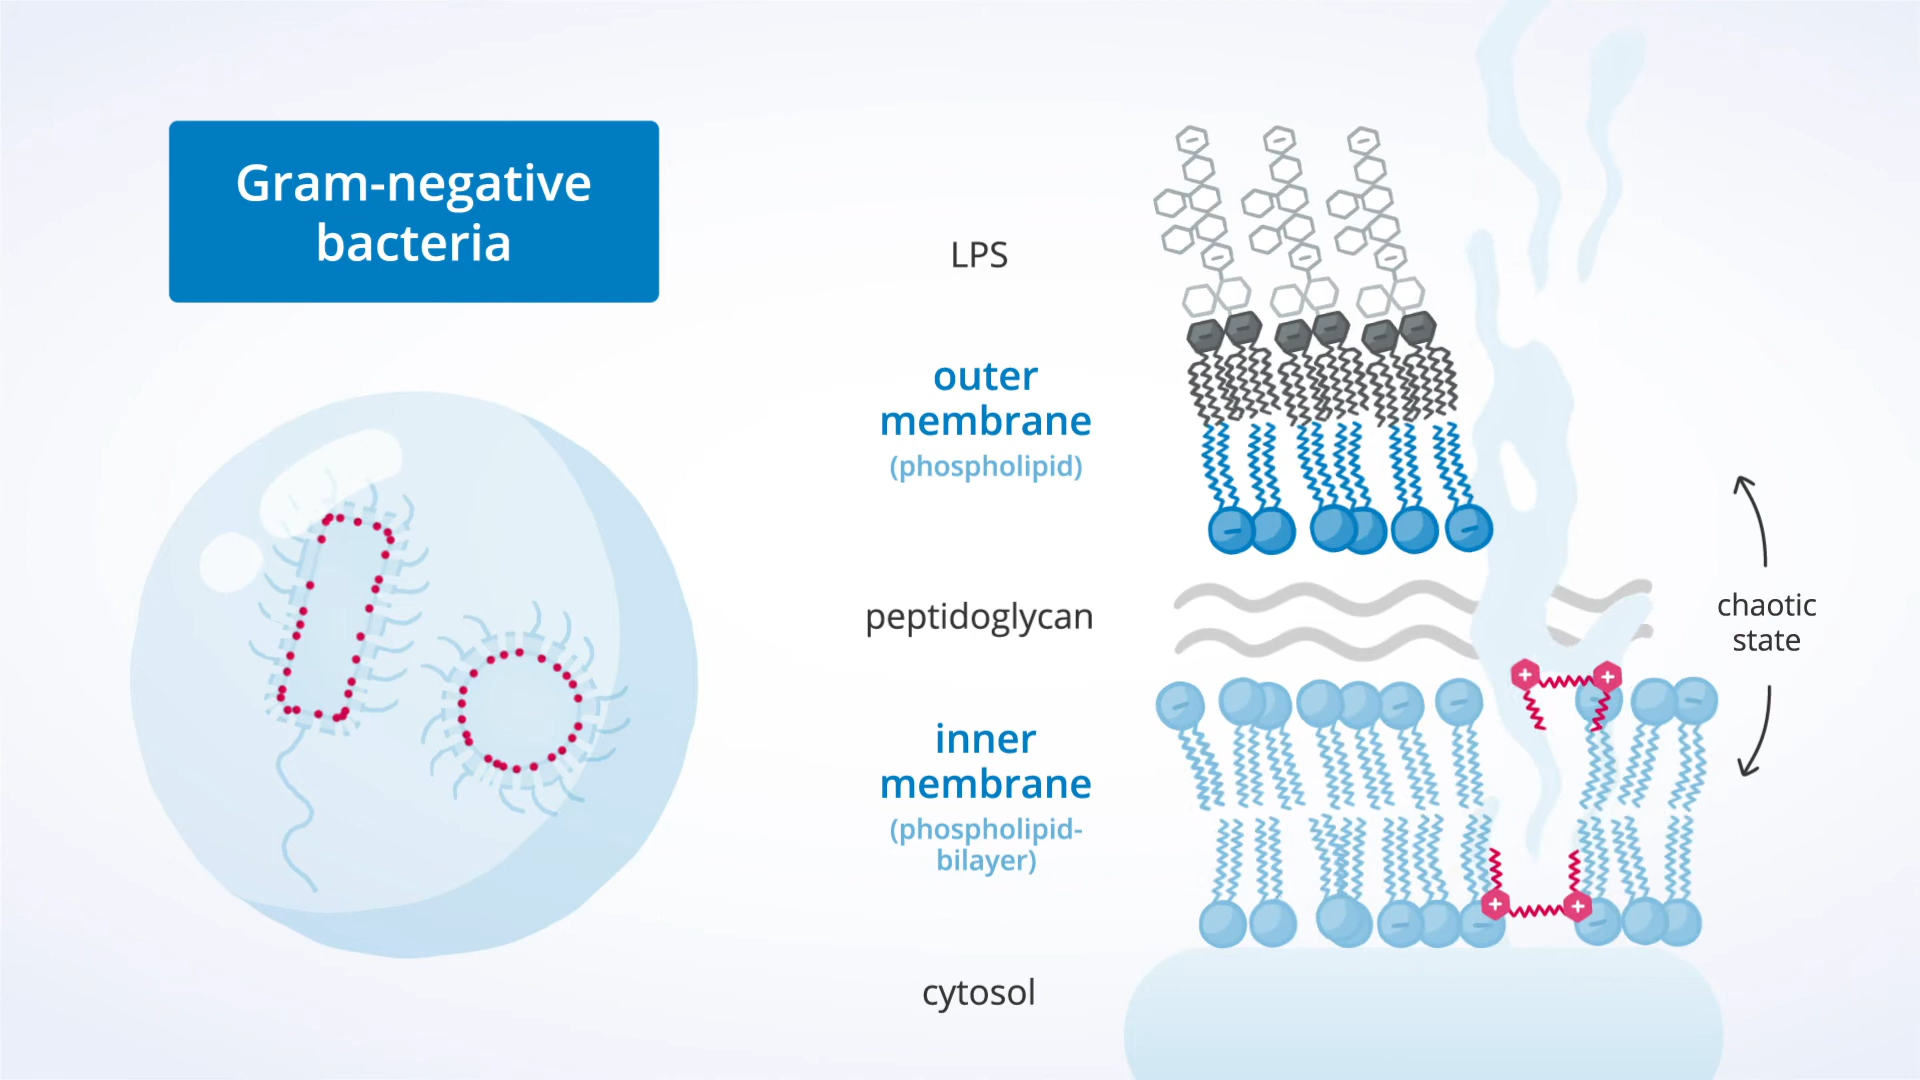 Gram-negative
bacteria
LPS
outer
membrane
(phospholipid)
peptidoglycan
chaotic
state
inner
membrane
(phospholipid-
bilayer)
cytosol